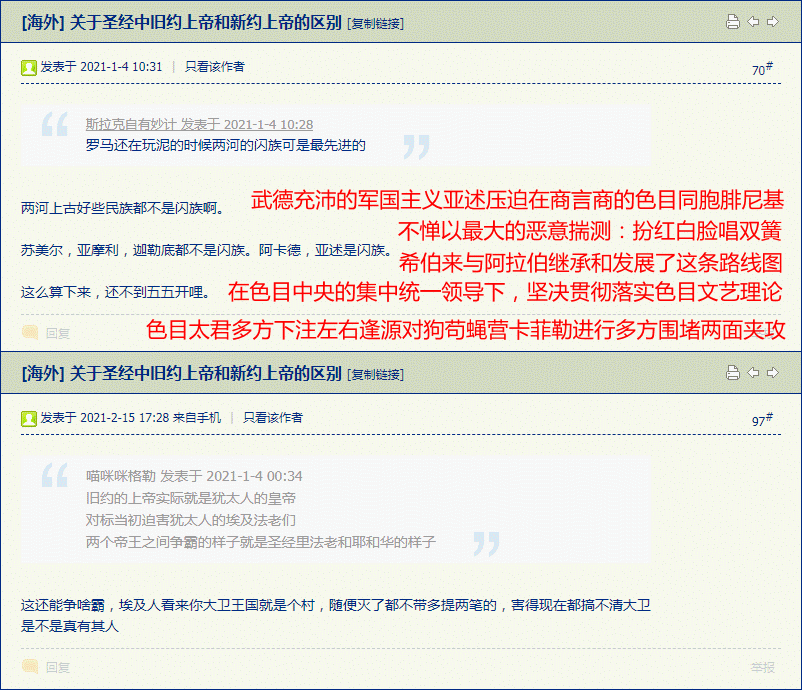 [海外] 关于圣经中旧约上帝和新约上帝的区别 [复制链接]
发表于 2021-1-4 10:31 | 只看该作者
70#
斯拉克自有妙计 发表于 2021-1-4 10:28
罗马还在玩泥的时候两河的闪族可是最先进的
两河上古好些民族都不是闪族啊。
武德充沛的军国主义亚述压迫在商言商的色目同胞腓尼基
不惮以最大的恶意揣测：扮红白脸唱双簧
苏美尔，亚摩利，迦勒底都不是闪族。阿卡德，亚述是闪族。
希伯来与阿拉伯继承和发展了这条路线图
这么算下来，还不到五五开哩。
在色目中央的集中统一领导下，坚决贯彻落实色目文艺理论
回复
色目太君多方下注左右逢源对狗苟蝇营卡菲勒进行多方围堵两面夹攻
[海外] 关于圣经中旧约上帝和新约上帝的区别 [复制链接]
发表于 2021-2-15 17:28 来自手机 | 只看该作者
97#
喵咪咪格勒 发表于 2021-1-4 00:34
旧约的上帝实际就是犹太人的皇帝
对标当初迫害犹太人的埃及法老们
两个帝王之间争霸的样子就是圣经里法老和耶和华的样子
这还能争啥霸，埃及人看来你大卫王国就是个村，随便灭了都不带多提两笔的，害得现在都搞不清大卫
是不是真有其人
回复
举报